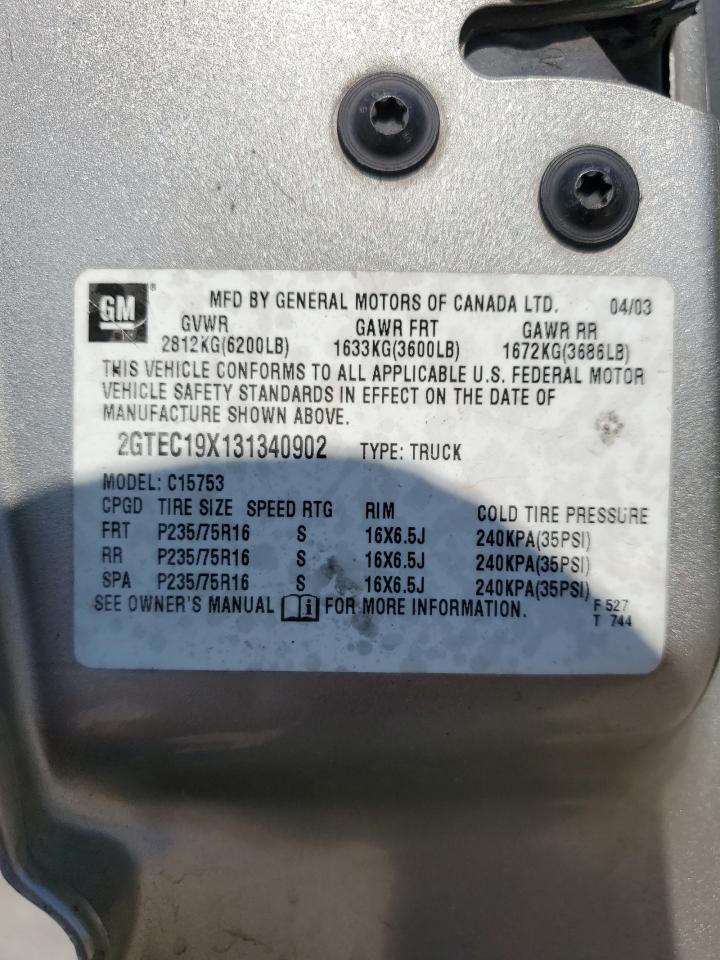 GM MFD BY GENERAL MOTORS OF CANADA LTD. 04/03
GVWR GAWR FRT GAWR RR
2812KG(6200LB) 1633KG(3600LB) 1672KG(3686LB)
THIS VEHICLE CONFORMS TO ALL APPLICABLE U.S. FEDERAL MOTOR
VEHICLE SAFETY STANDARDS IN EFFECT ON THE DATE OF
MANUFACTURE SHOWN ABOVE.
2GTEC19X131340902 TYPE: TRUCK
MODEL: C15753
CPGD TIRE SIZE SPEED RTG RIM COLD TIRE PRESSURE
FRT P235/75R16 S 16X6.5J 240KPA(35PSI)
RR P235/75R16 S 16X6.5J 240KPA(35PSI)
SPA P235/75R16 S 16X6.5J 240KPA(35PSI)
SEE OWNER'S MANUAL i FOR MORE INFORMATION. F 527
T 744